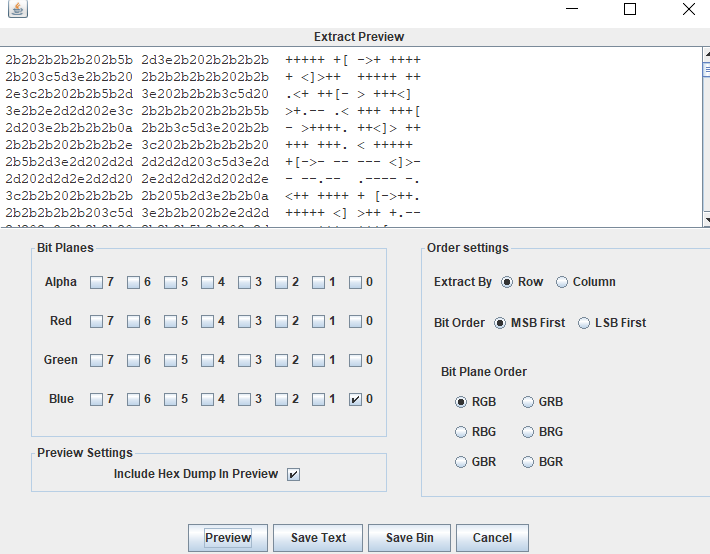 Extract Preview
2b2b2b2b2b202b5b 2d3e2b202b2b2b2b +++++ +[ ->+ ++++
2b203c5d3e2b2b20 2b2b2b2b2b202b2b + <]>++  +++++ ++
2e3c202b2b5b2d 3e202b2b2b3c5d20 .<+ ++[- > +++<]
3e2b2e2d2d202e3c 2b2b2b202b2b2b5b >+.-- .< +++ +++[
2d203e2b2b2b2b0a 2b2b3c5d3e202b2b - >++++. ++<]> ++
2b2b2b202b2b2b2e 3c202b2b2b2b2b20 +++ +++. < +++++
2b5b2d3e2d202d2d 2d2d2d203c5d3e2d +[->- -- --- <]>-
2d202d2e2d2d20 2e2d2d2d2d202d2e - --.-- .---- -.
3c2b2b202b2b2b2b 2b205b2d3e2b2b0a <++ ++++ + [->++.
2b2b2b2b2b203c5d 3e2b2b202b2e2d2d +++++ <] >++ +.--
Bit Planes
Alpha 7 6 5 4 3 2 1 0
Red 7 6 5 4 3 2 1 0
Green 7 6 5 4 3 2 1 0
Blue 7 6 5 4 3 2 1 0
Preview Settings
Include Hex Dump In Preview
Order settings
Extract By Row Column
Bit Order MSB First LSB First
Bit Plane Order
RGB GRB
RBG BRG
GBR BGR
Preview Save Text Save Bin Cancel